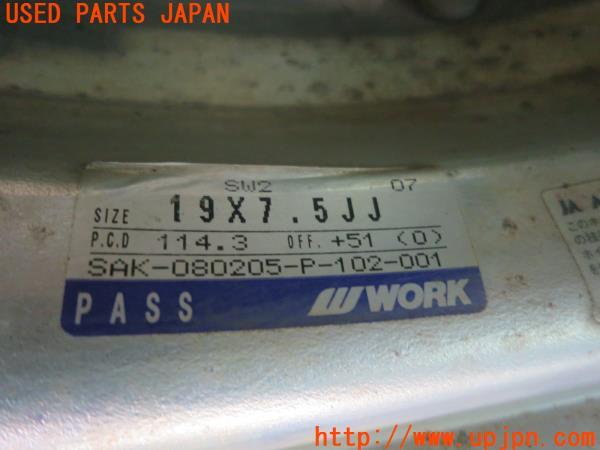 USED PARTS JAPAN
SW2 07
SIZE 19X7.5JJ
P.C.D 114.3 OFF. +51 (0)
SAK-080205-P-102-001
PASS WORK
http://www.upjpn.com/